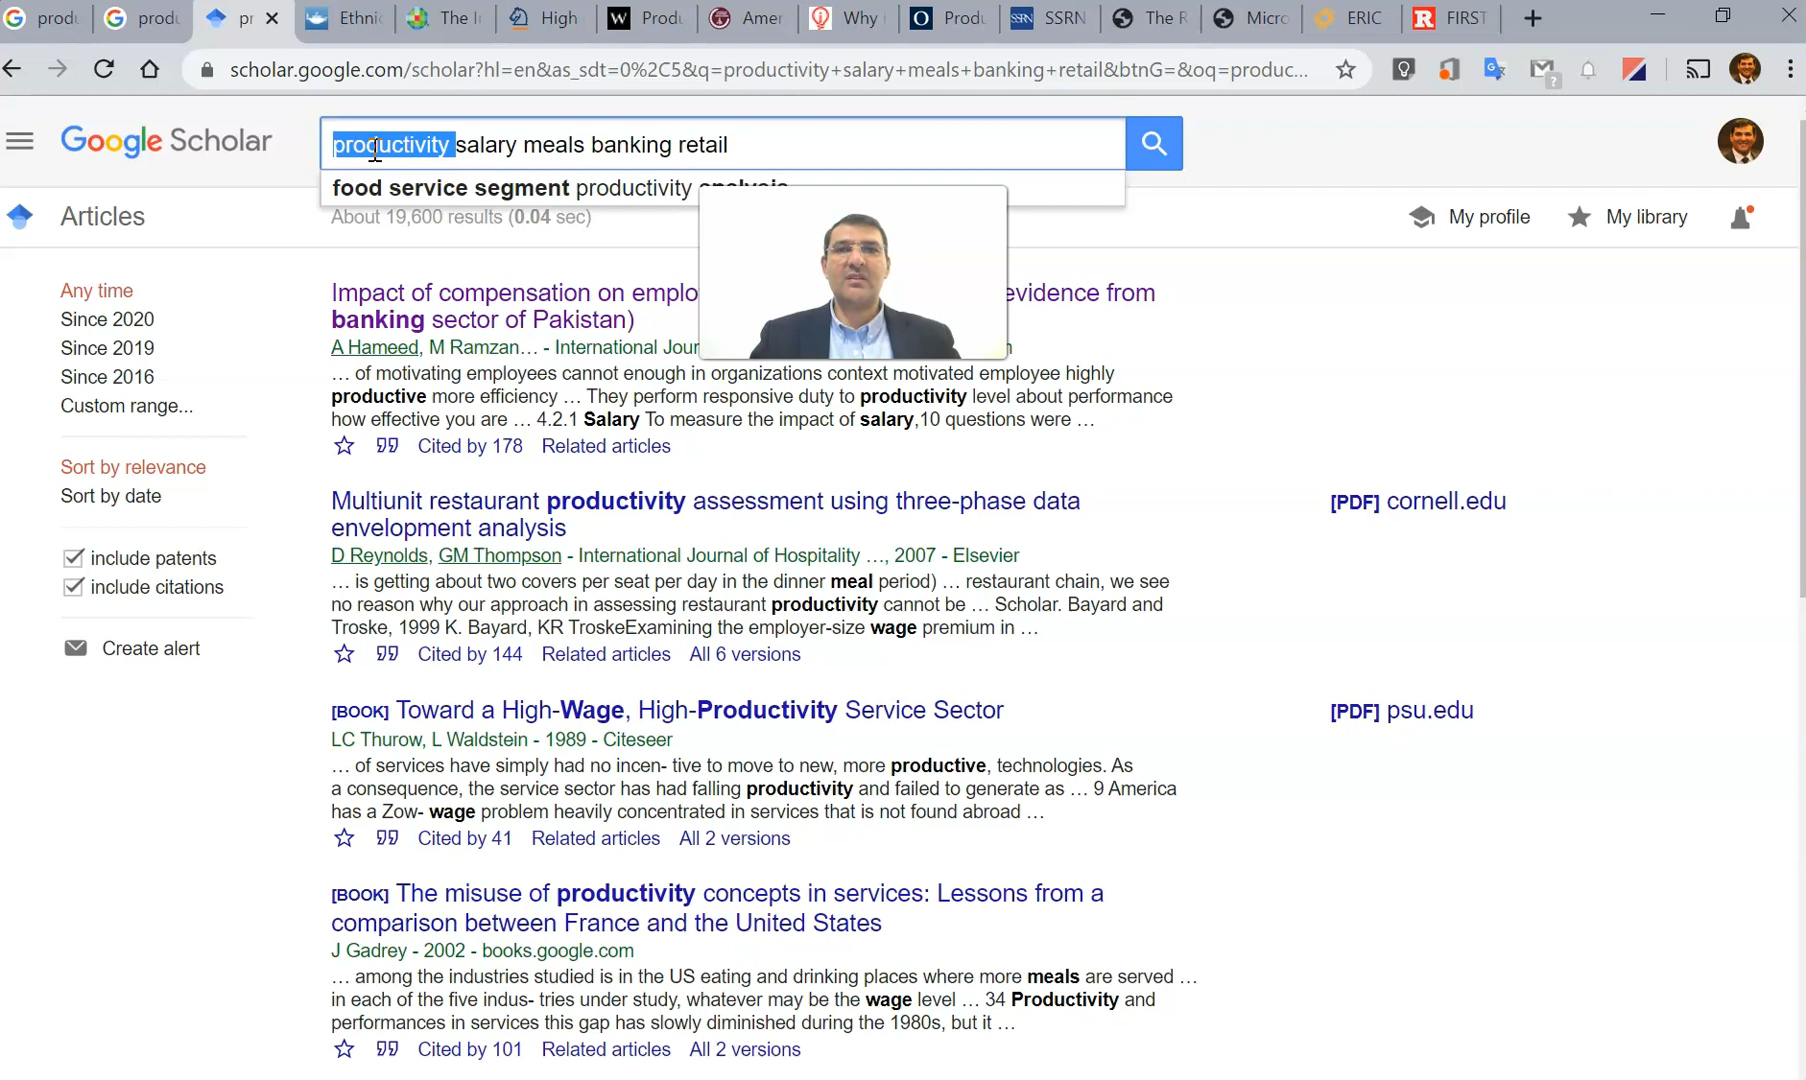 produ
produ
pr
Ethnic
The I
High
Produ
Amer
Why
Produ
SSRN
The R
Micro
ERIC
FIRST
scholar.google.com/scholar?hl=en&as_sdt=0%2C5&q=productivity+salary+meals+banking+retail&btnG=&oq=produc...
Google Scholar
productivity salary meals banking retail
food service segment productivity analysis
Articles
About 19,600 results (0.04 sec)
My profile
My library
Any time
Since 2020
Since 2019
Since 2016
Custom range...
Sort by relevance
Sort by date
include patents
include citations
Create alert
Impact of compensation on emplo evidence from
banking sector of Pakistan)
A Hameed, M Ramzan… - International Jour
… of motivating employees cannot enough in organizations context motivated employee highly
productive more efficiency … They perform responsive duty to productivity level about performance
how effective you are … 4.2.1 Salary To measure the impact of salary,10 questions were …
Cited by 178 Related articles
Multiunit restaurant productivity assessment using three-phase data
envelopment analysis
[PDF] cornell.edu
D Reynolds, GM Thompson - International Journal of Hospitality …, 2007 - Elsevier
… is getting about two covers per seat per day in the dinner meal period) … restaurant chain, we see
no reason why our approach in assessing restaurant productivity cannot be … Scholar. Bayard and
Troske, 1999 K. Bayard, KR TroskeExamining the employer-size wage premium in …
Cited by 144 Related articles All 6 versions
[BOOK] Toward a High-Wage, High-Productivity Service Sector
[PDF] psu.edu
LC Thurow, L Waldstein - 1989 - Citeseer
… of services have simply had no incen- tive to move to new, more productive, technologies. As
a consequence, the service sector has had falling productivity and failed to generate as … 9 America
has a Zow- wage problem heavily concentrated in services that is not found abroad …
Cited by 41 Related articles All 2 versions
[BOOK] The misuse of productivity concepts in services: Lessons from a
comparison between France and the United States
J Gadrey - 2002 - books.google.com
… among the industries studied is in the US eating and drinking places where more meals are served …
in each of the five indus- tries under study, whatever may be the wage level … 34 Productivity and
performances in services this gap has slowly diminished during the 1980s, but it …
Cited by 101 Related articles All 2 versions